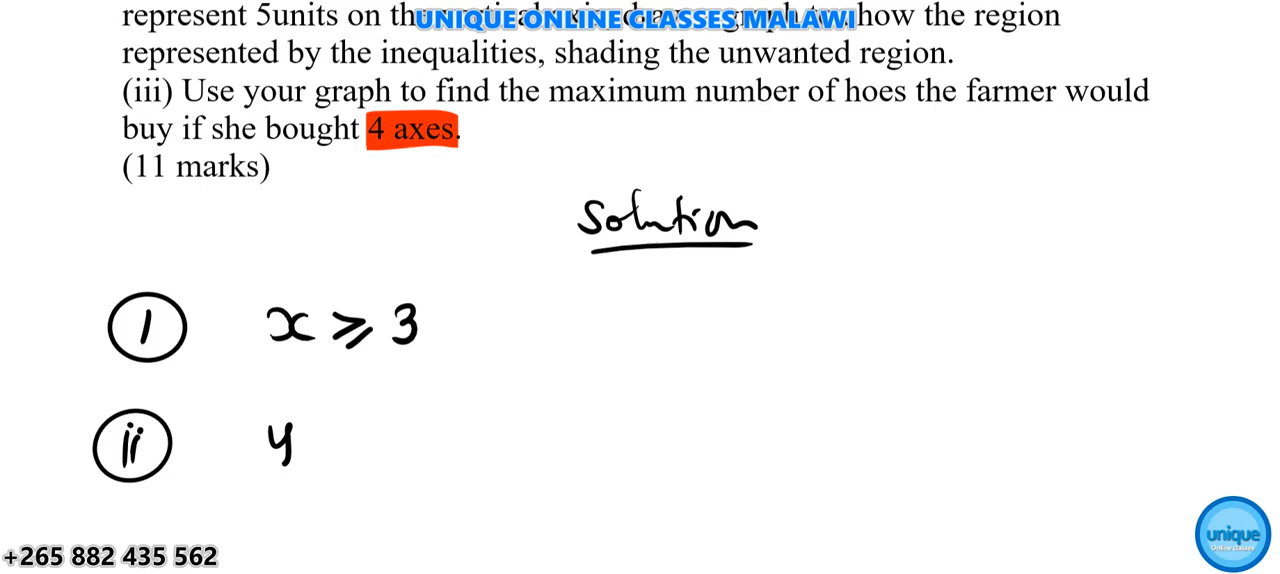 represent 5units on th UNIQUE ONLINE CLASSES MALAWI how the region
represented by the inequalities, shading the unwanted region.
(iii) Use your graph to find the maximum number of hoes the farmer would
buy if she bought 4 axes.
(11 marks)
Solution
i x ⩾ 3
ii y
unique
Online classes
+265 882 435 562